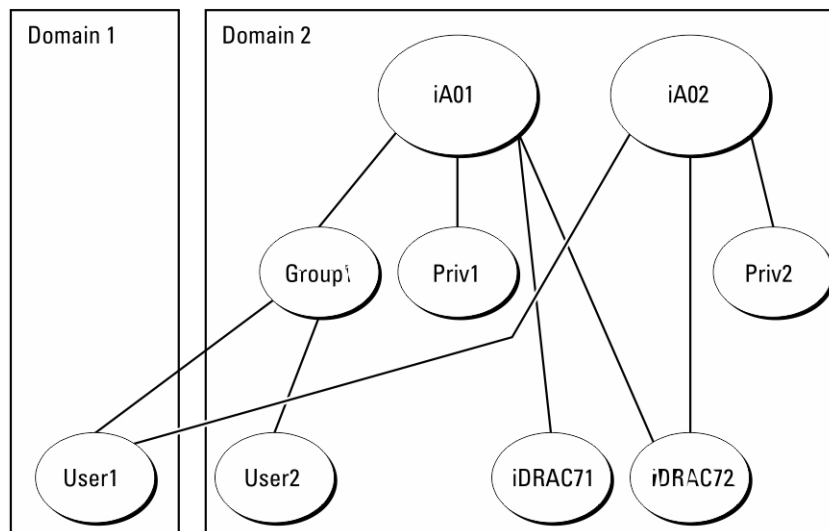 Domain 1
Domain 2
iA01
iA02
Group1
Priv1
Priv2
User1
User2
iDRAC71
iDRAC72